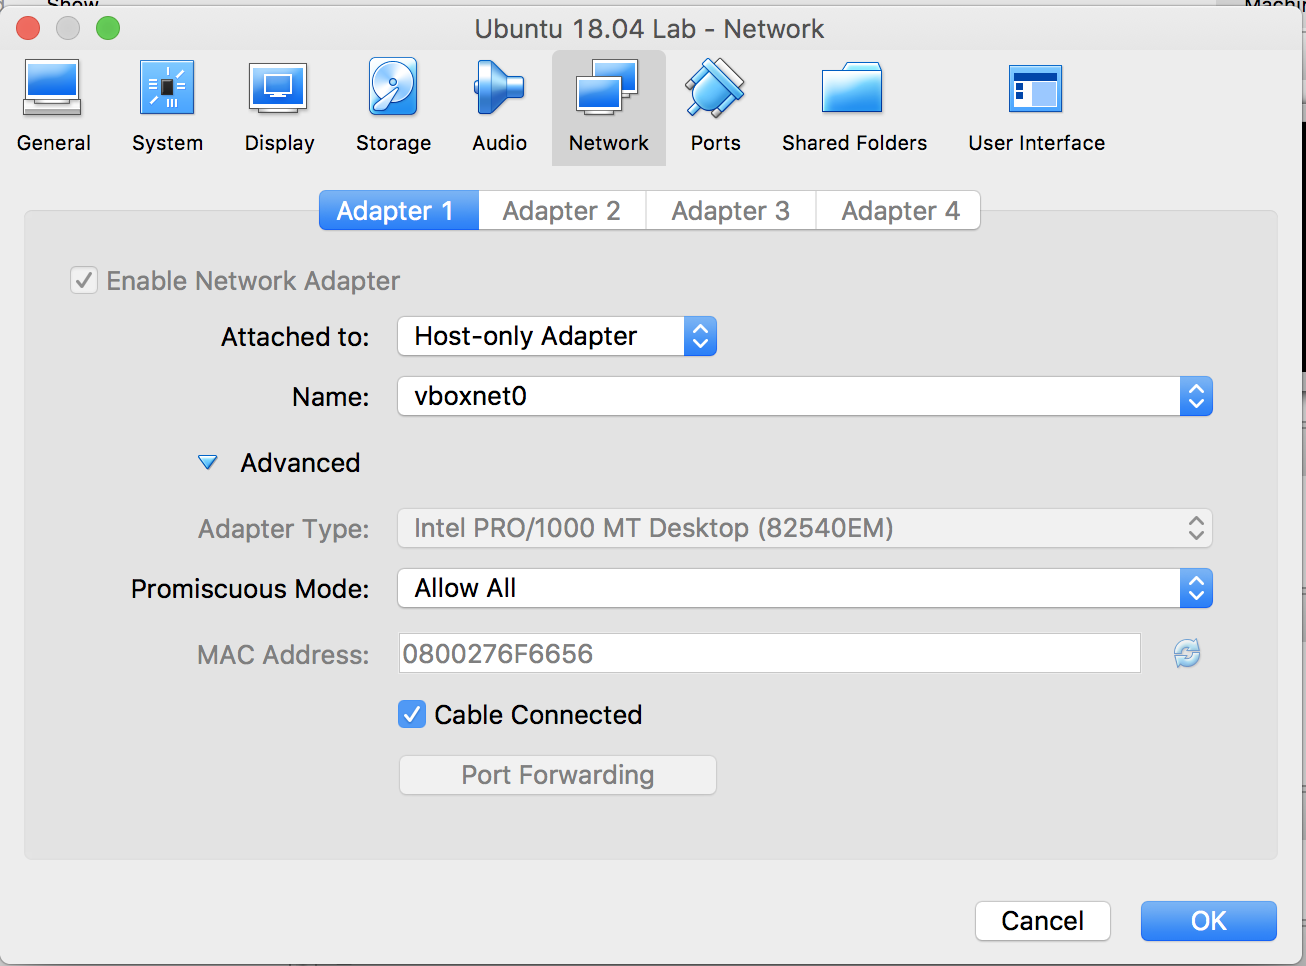 Show
Machin
Ubuntu 18.04 Lab - Network
General System Display Storage Audio Network Ports Shared Folders User Interface
Adapter 1 Adapter 2 Adapter 3 Adapter 4
Enable Network Adapter
Attached to: Host-only Adapter
Name: vboxnet0
Advanced
Adapter Type: Intel PRO/1000 MT Desktop (82540EM)
Promiscuous Mode: Allow All
MAC Address: 0800276F6656
Cable Connected
Port Forwarding
Cancel OK